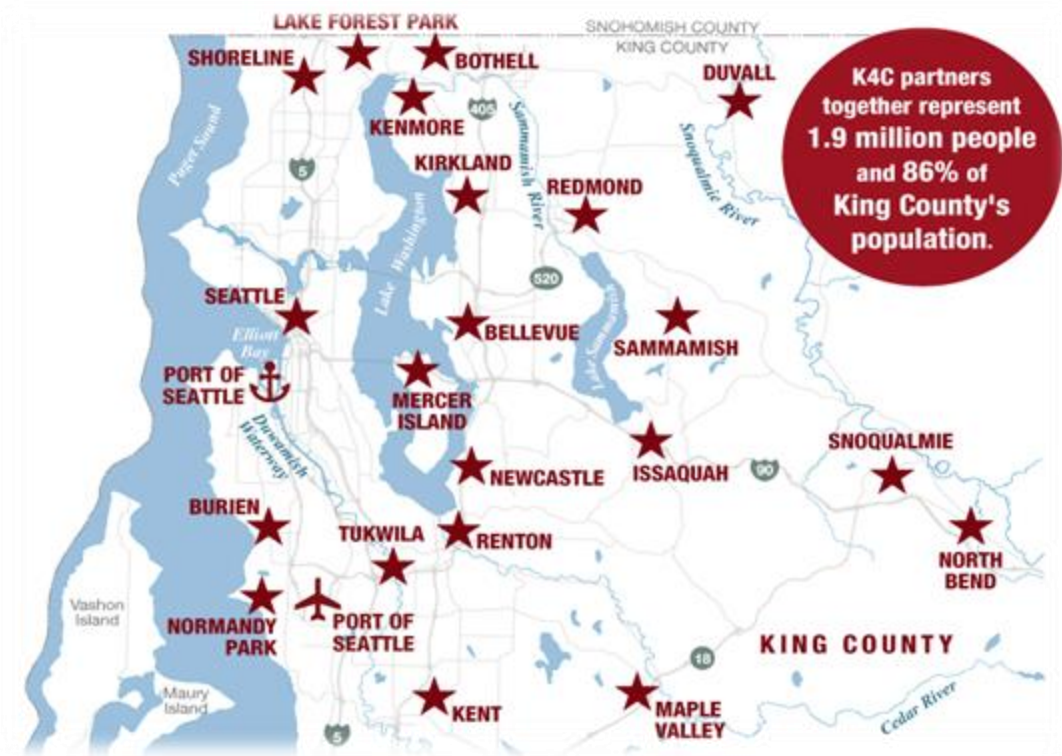 LAKE FOREST PARK
SNOHOMISH COUNTY
KING COUNTY
SHORELINE
BOTHELL
DUVALL
K4C partners
together represent
1.9 million people
and 86% of
King County's
population.
KENMORE
405
Sammamish River
Snoqualmie River
Puget Sound
5
KIRKLAND
REDMOND
Lake Washington
520
SEATTLE
Elliott
Bay
BELLEVUE
Lake Sammamish
SAMMAMISH
PORT OF
SEATTLE
MERCER
ISLAND
Duwamish
Waterway
NEWCASTLE
ISSAQUAH
90
SNOQUALMIE
BURIEN
TUKWILA
RENTON
NORTH
BEND
Vashon
Island
NORMANDY
PARK
PORT OF
SEATTLE
KING COUNTY
18
Maury
Island
5
KENT
MAPLE
VALLEY
Cedar River